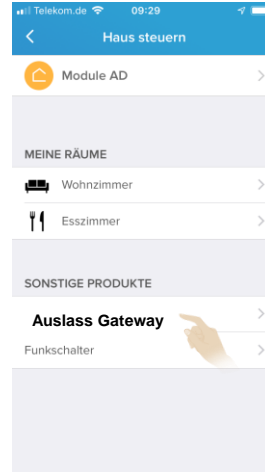 Telekom.de 09:29
Haus steuern
Module AD
MEINE RÄUME
Wohnzimmer
Esszimmer
SONSTIGE PRODUKTE
Auslass Gateway
Funkschalter